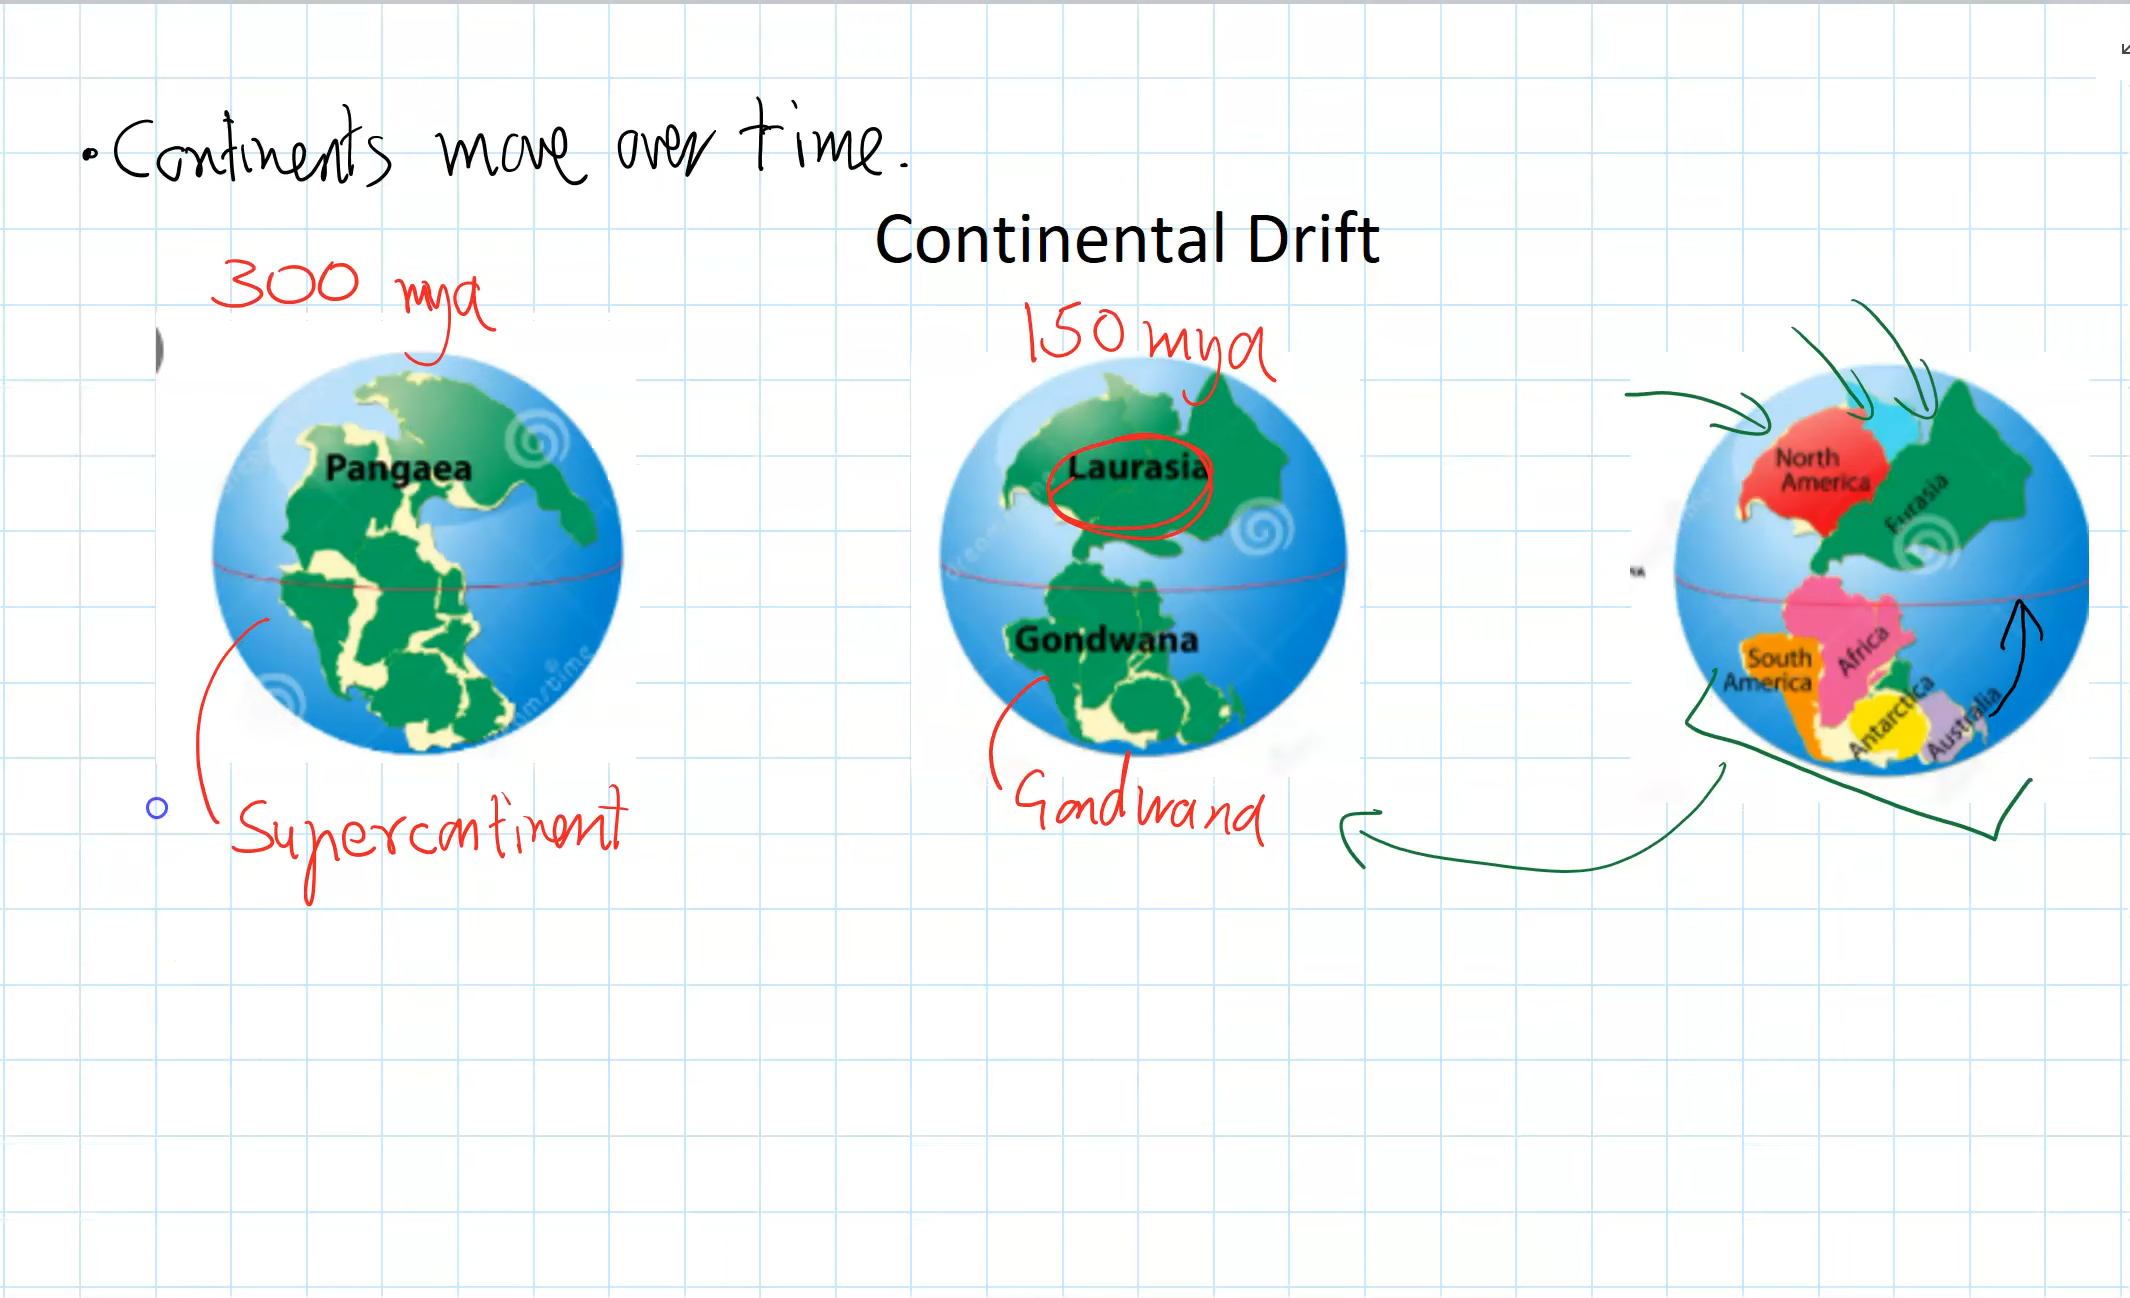 • Continents move over time.
Continental Drift
300 mya
150 mya
Pangaea
Laurasia
Gondwana
North
America
Eurasia
Africa
South
America
Antarctica
Australia
Supercontinent
Gondwana